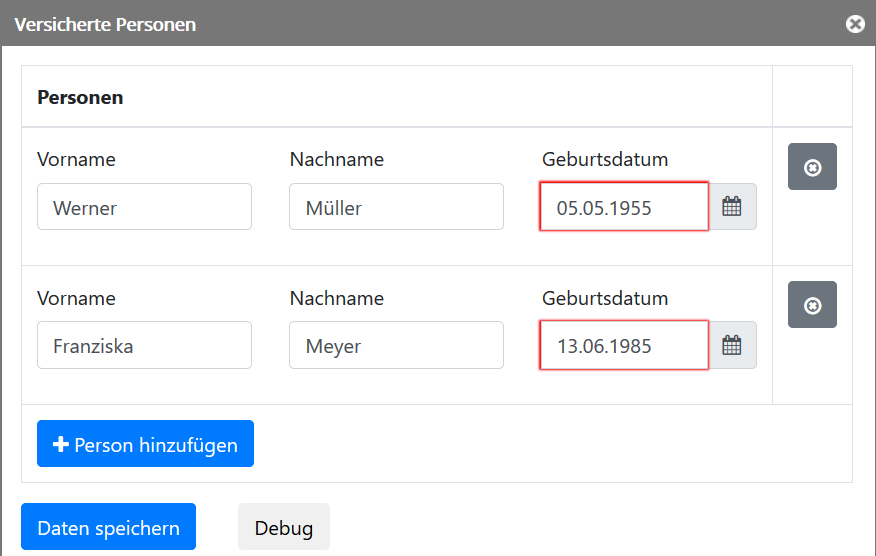 Versicherte Personen
Personen
Vorname Nachname Geburtsdatum
Werner Müller 05.05.1955
Vorname Nachname Geburtsdatum
Franziska Meyer 13.06.1985
Person hinzufügen
Daten speichern Debug